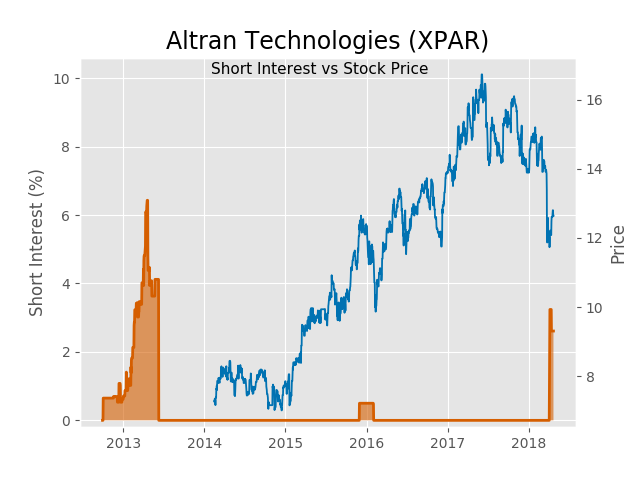 Altran Technologies (XPAR)
Short Interest vs Stock Price
Short Interest (%)
10
8
6
4
2
0
16
14
12
10
8
Price
2013 2014 2015 2016 2017 2018